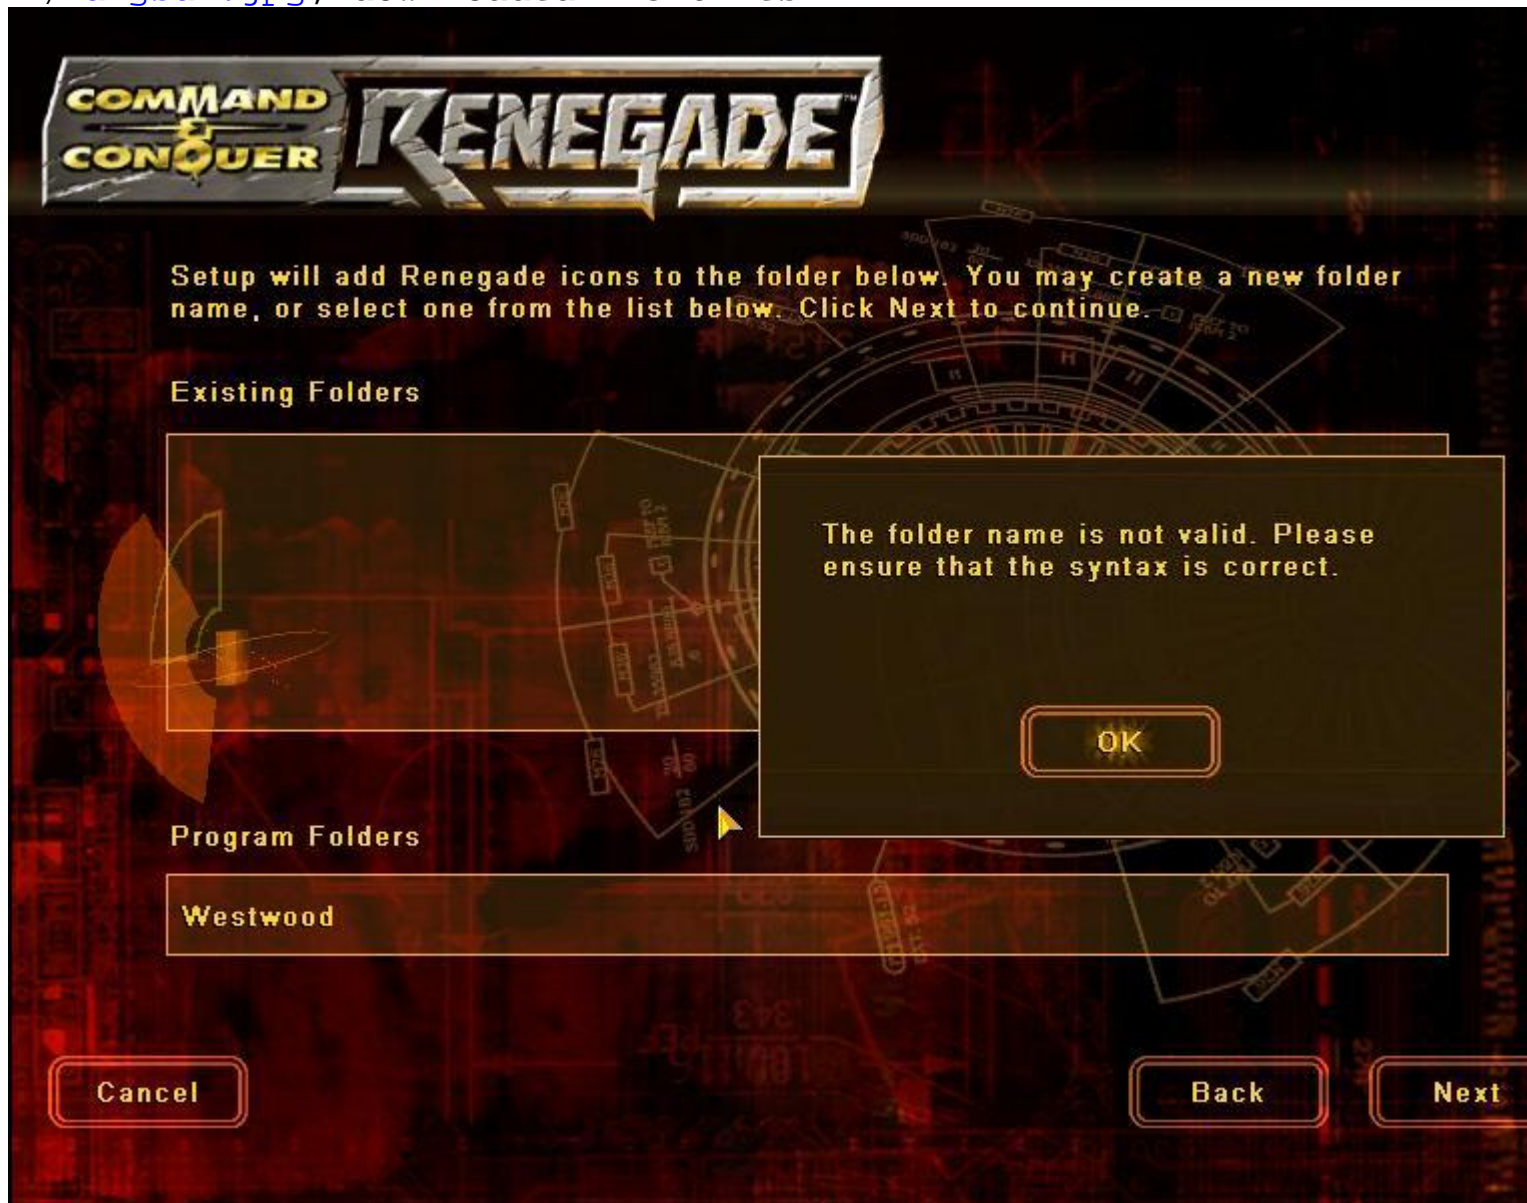 COMMAND
&
CONQUER
RENEGADE™
Setup will add Renegade icons to the folder below. You may create a new folder
name, or select one from the list below. Click Next to continue.
Existing Folders
The folder name is not valid. Please
ensure that the syntax is correct.
OK
Program Folders
Westwood
Cancel
Back
Next